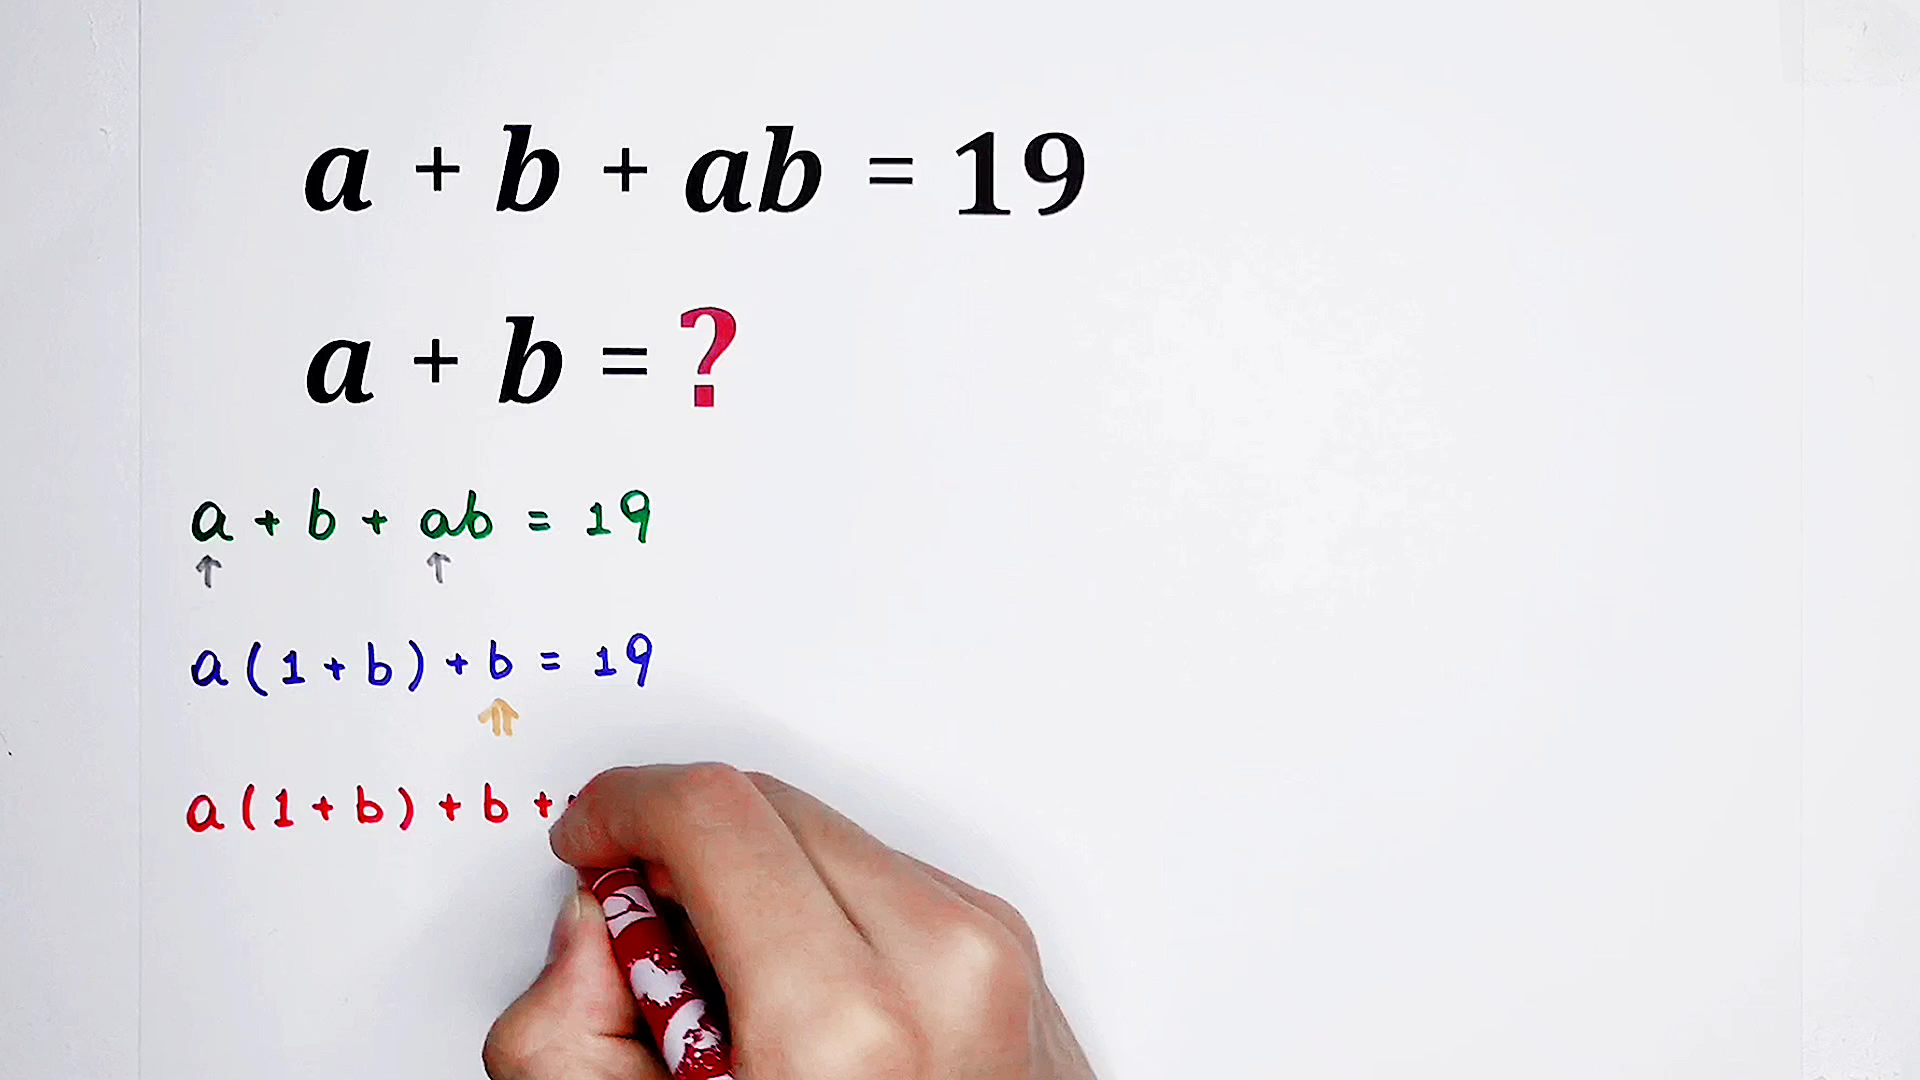 a + b + ab = 19
a + b = ?
a + b + ab = 19
↑ ↑
a(1 + b) + b = 19
⇑
a(1 + b) + b +